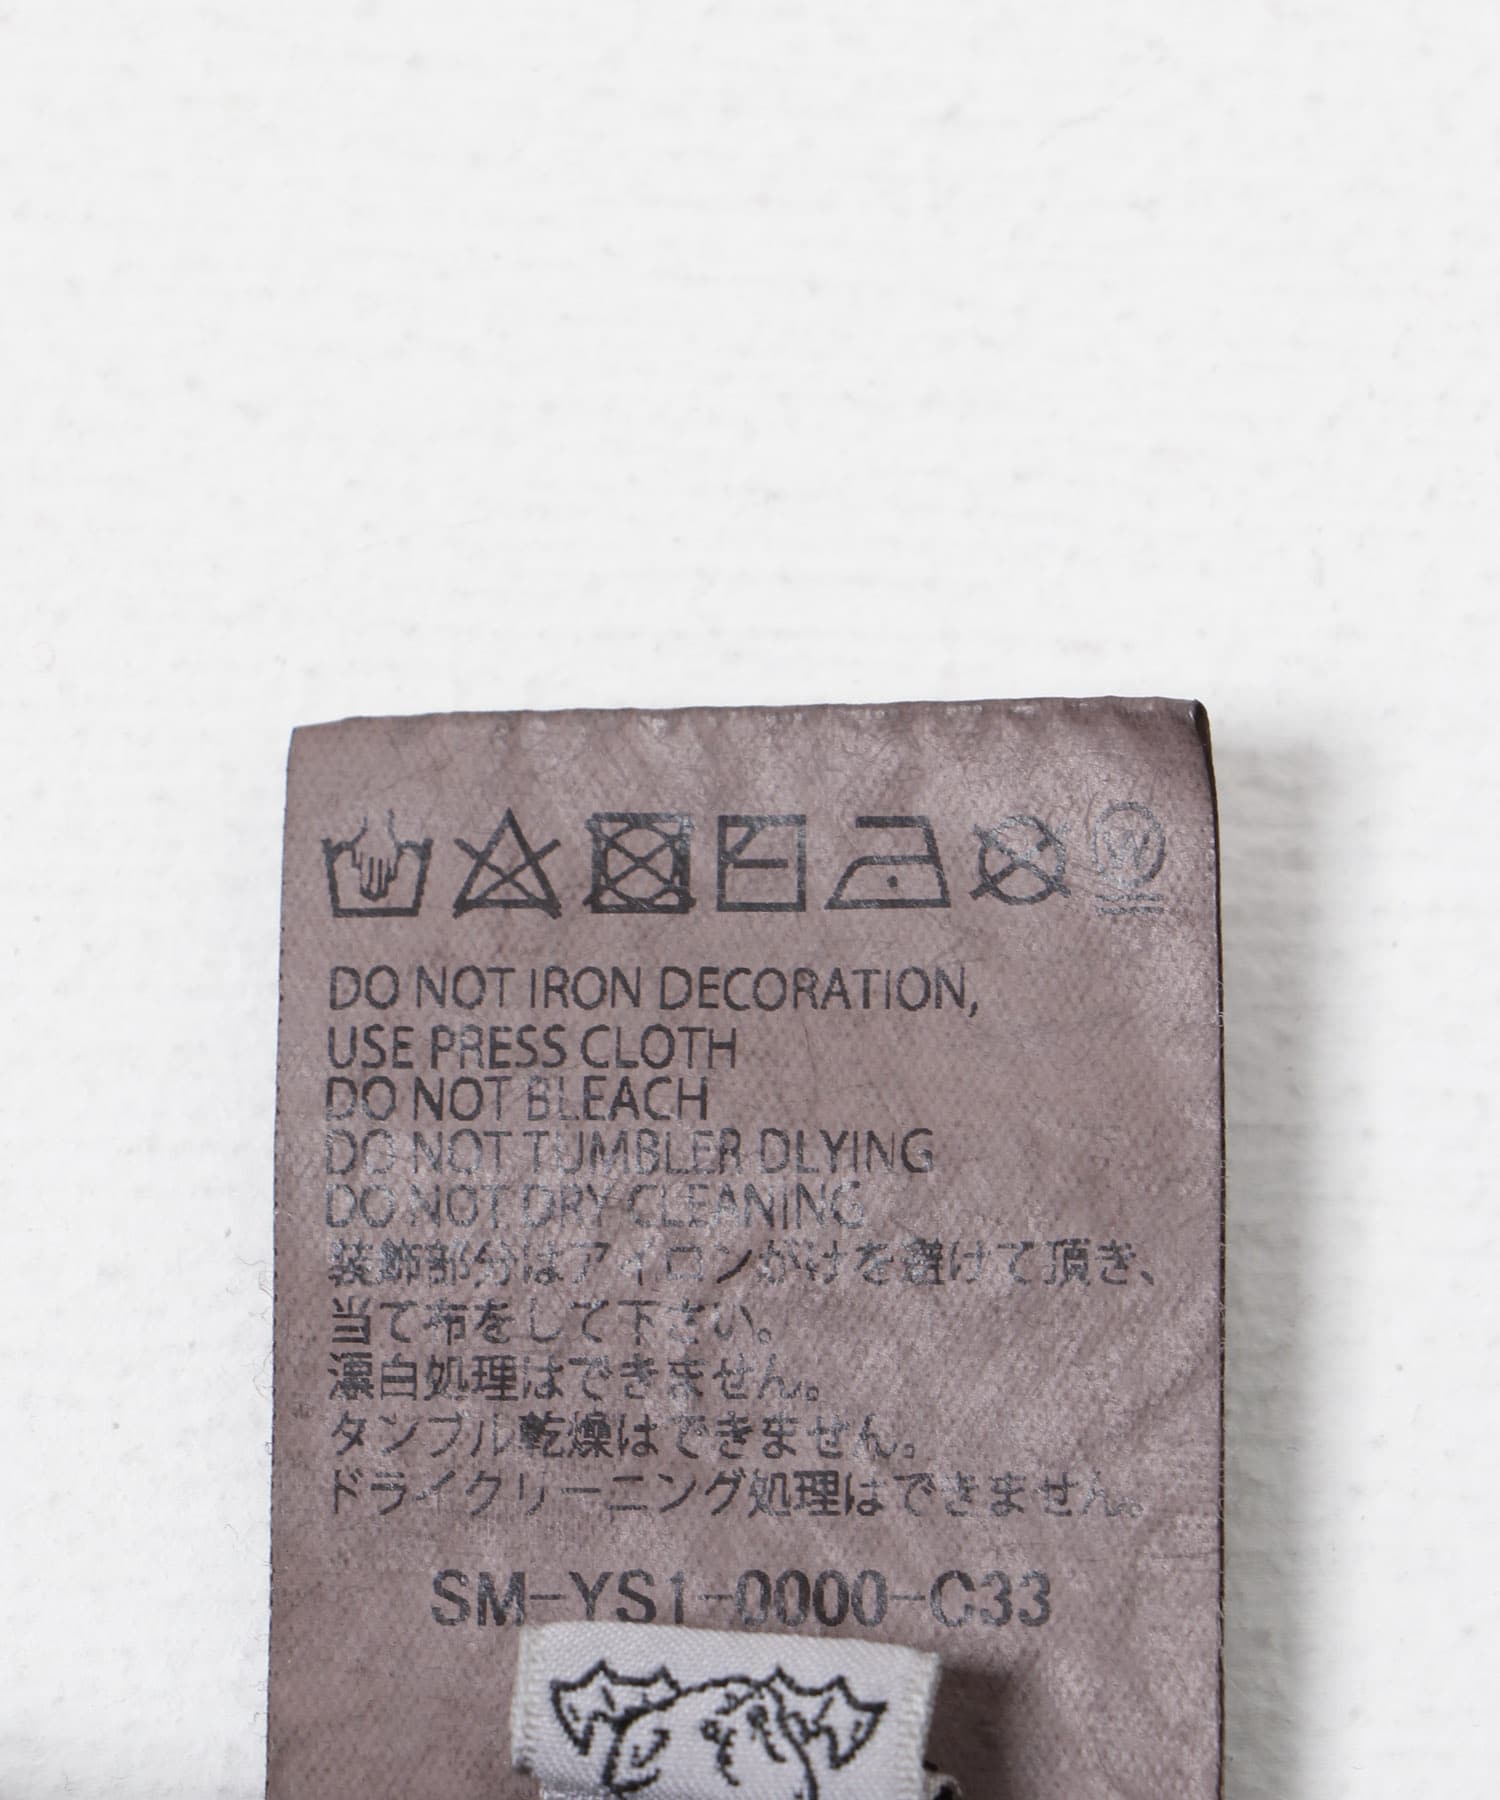 W
DO NOT IRON DECORATION,
USE PRESS CLOTH
DO NOT BLEACH
DO NOT TUMBLER DLYING
DO NOT DRY CLEANING
装飾部分はアイロンがけを避けて頂き、
当て布をして下さい。
漂白処理はできません。
タンブル乾燥はできません。
ドライクリーニング処理はできません。
SM-YS1-0000-C33